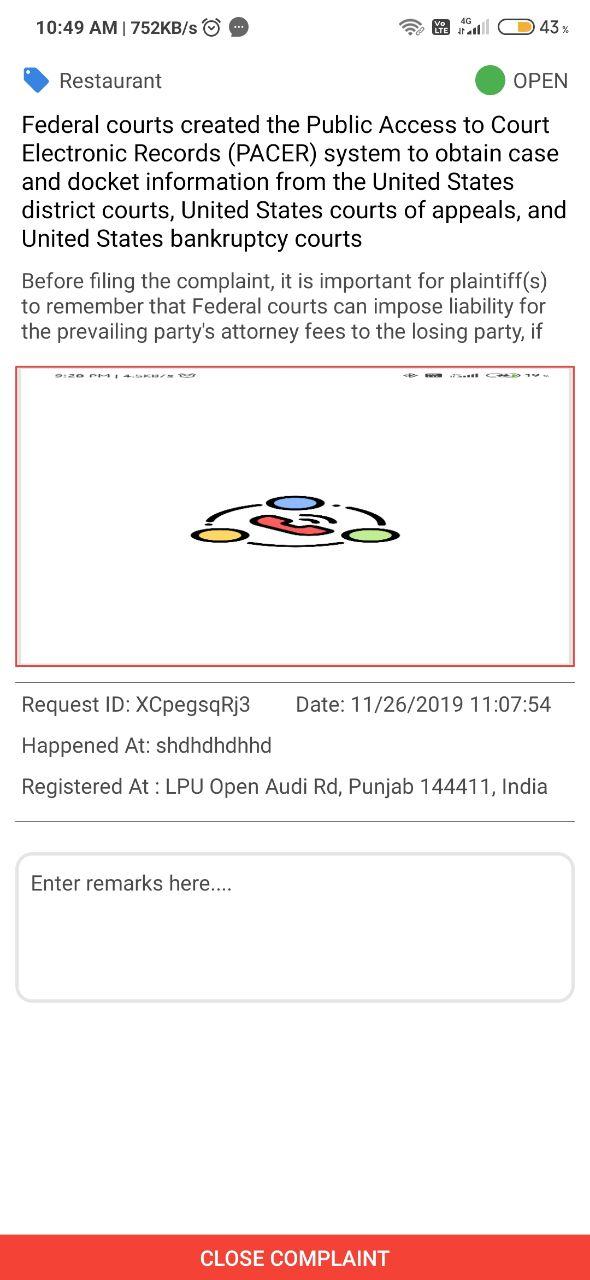 10:49 AM | 752KB/s
Vo LTE 4G 43 %
Restaurant
OPEN
Federal courts created the Public Access to Court
Electronic Records (PACER) system to obtain case
and docket information from the United States
district courts, United States courts of appeals, and
United States bankruptcy courts
Before filing the complaint, it is important for plaintiff(s)
to remember that Federal courts can impose liability for
the prevailing party's attorney fees to the losing party, if
Request ID: XCpegsqRj3 Date: 11/26/2019 11:07:54
Happened At: shdhdhdhhd
Registered At : LPU Open Audi Rd, Punjab 144411, India
Enter remarks here....
CLOSE COMPLAINT